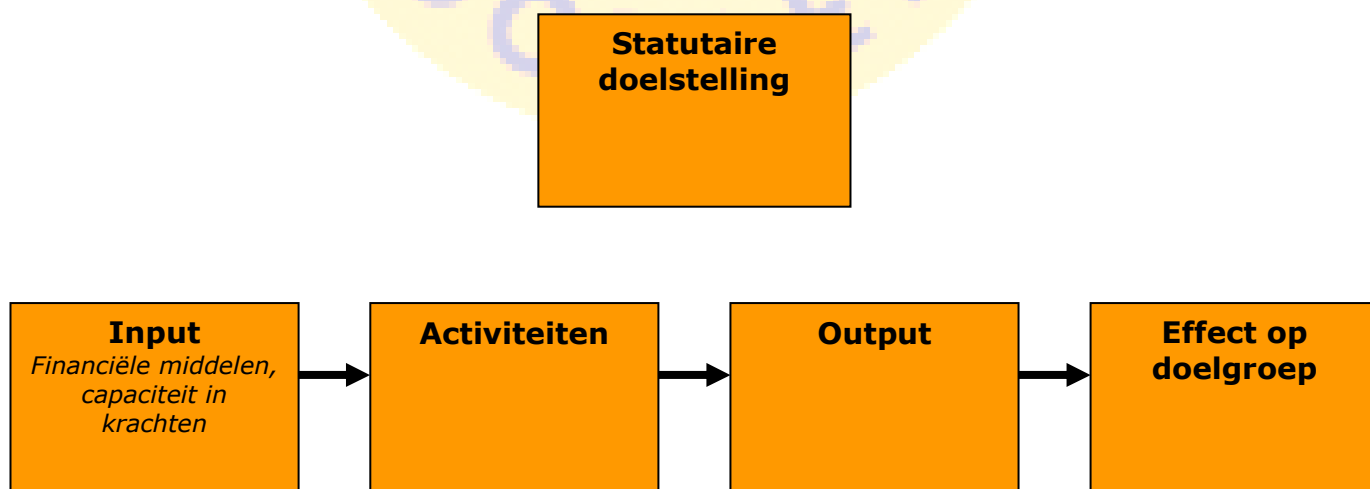 Statutaire
doelstelling
Input
Financiële middelen,
capaciteit in
krachten
Activiteiten
Output
Effect op
doelgroep